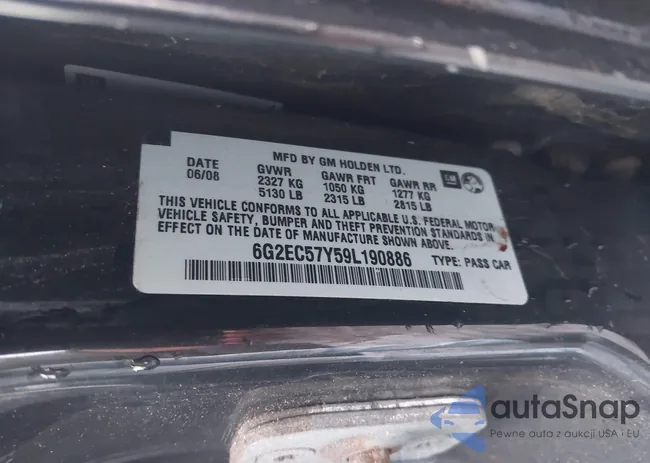 MFD BY GM HOLDEN LTD.
DATE GVWR GAWR FRT GAWR RR GM
06/08 2327 KG 1050 KG 1277 KG
5130 LB 2315 LB 2815 LB
THIS VEHICLE CONFORMS TO ALL APPLICABLE U.S. FEDERAL MOTOR
VEHICLE SAFETY, BUMPER AND THEFT PREVENTION STANDARDS IN
EFFECT ON THE DATE OF MANUFACTURE SHOWN ABOVE.
6G2EC57Y59L190886
TYPE: PASS CAR
autaSnap
Pewne auta z aukcji USA i EU